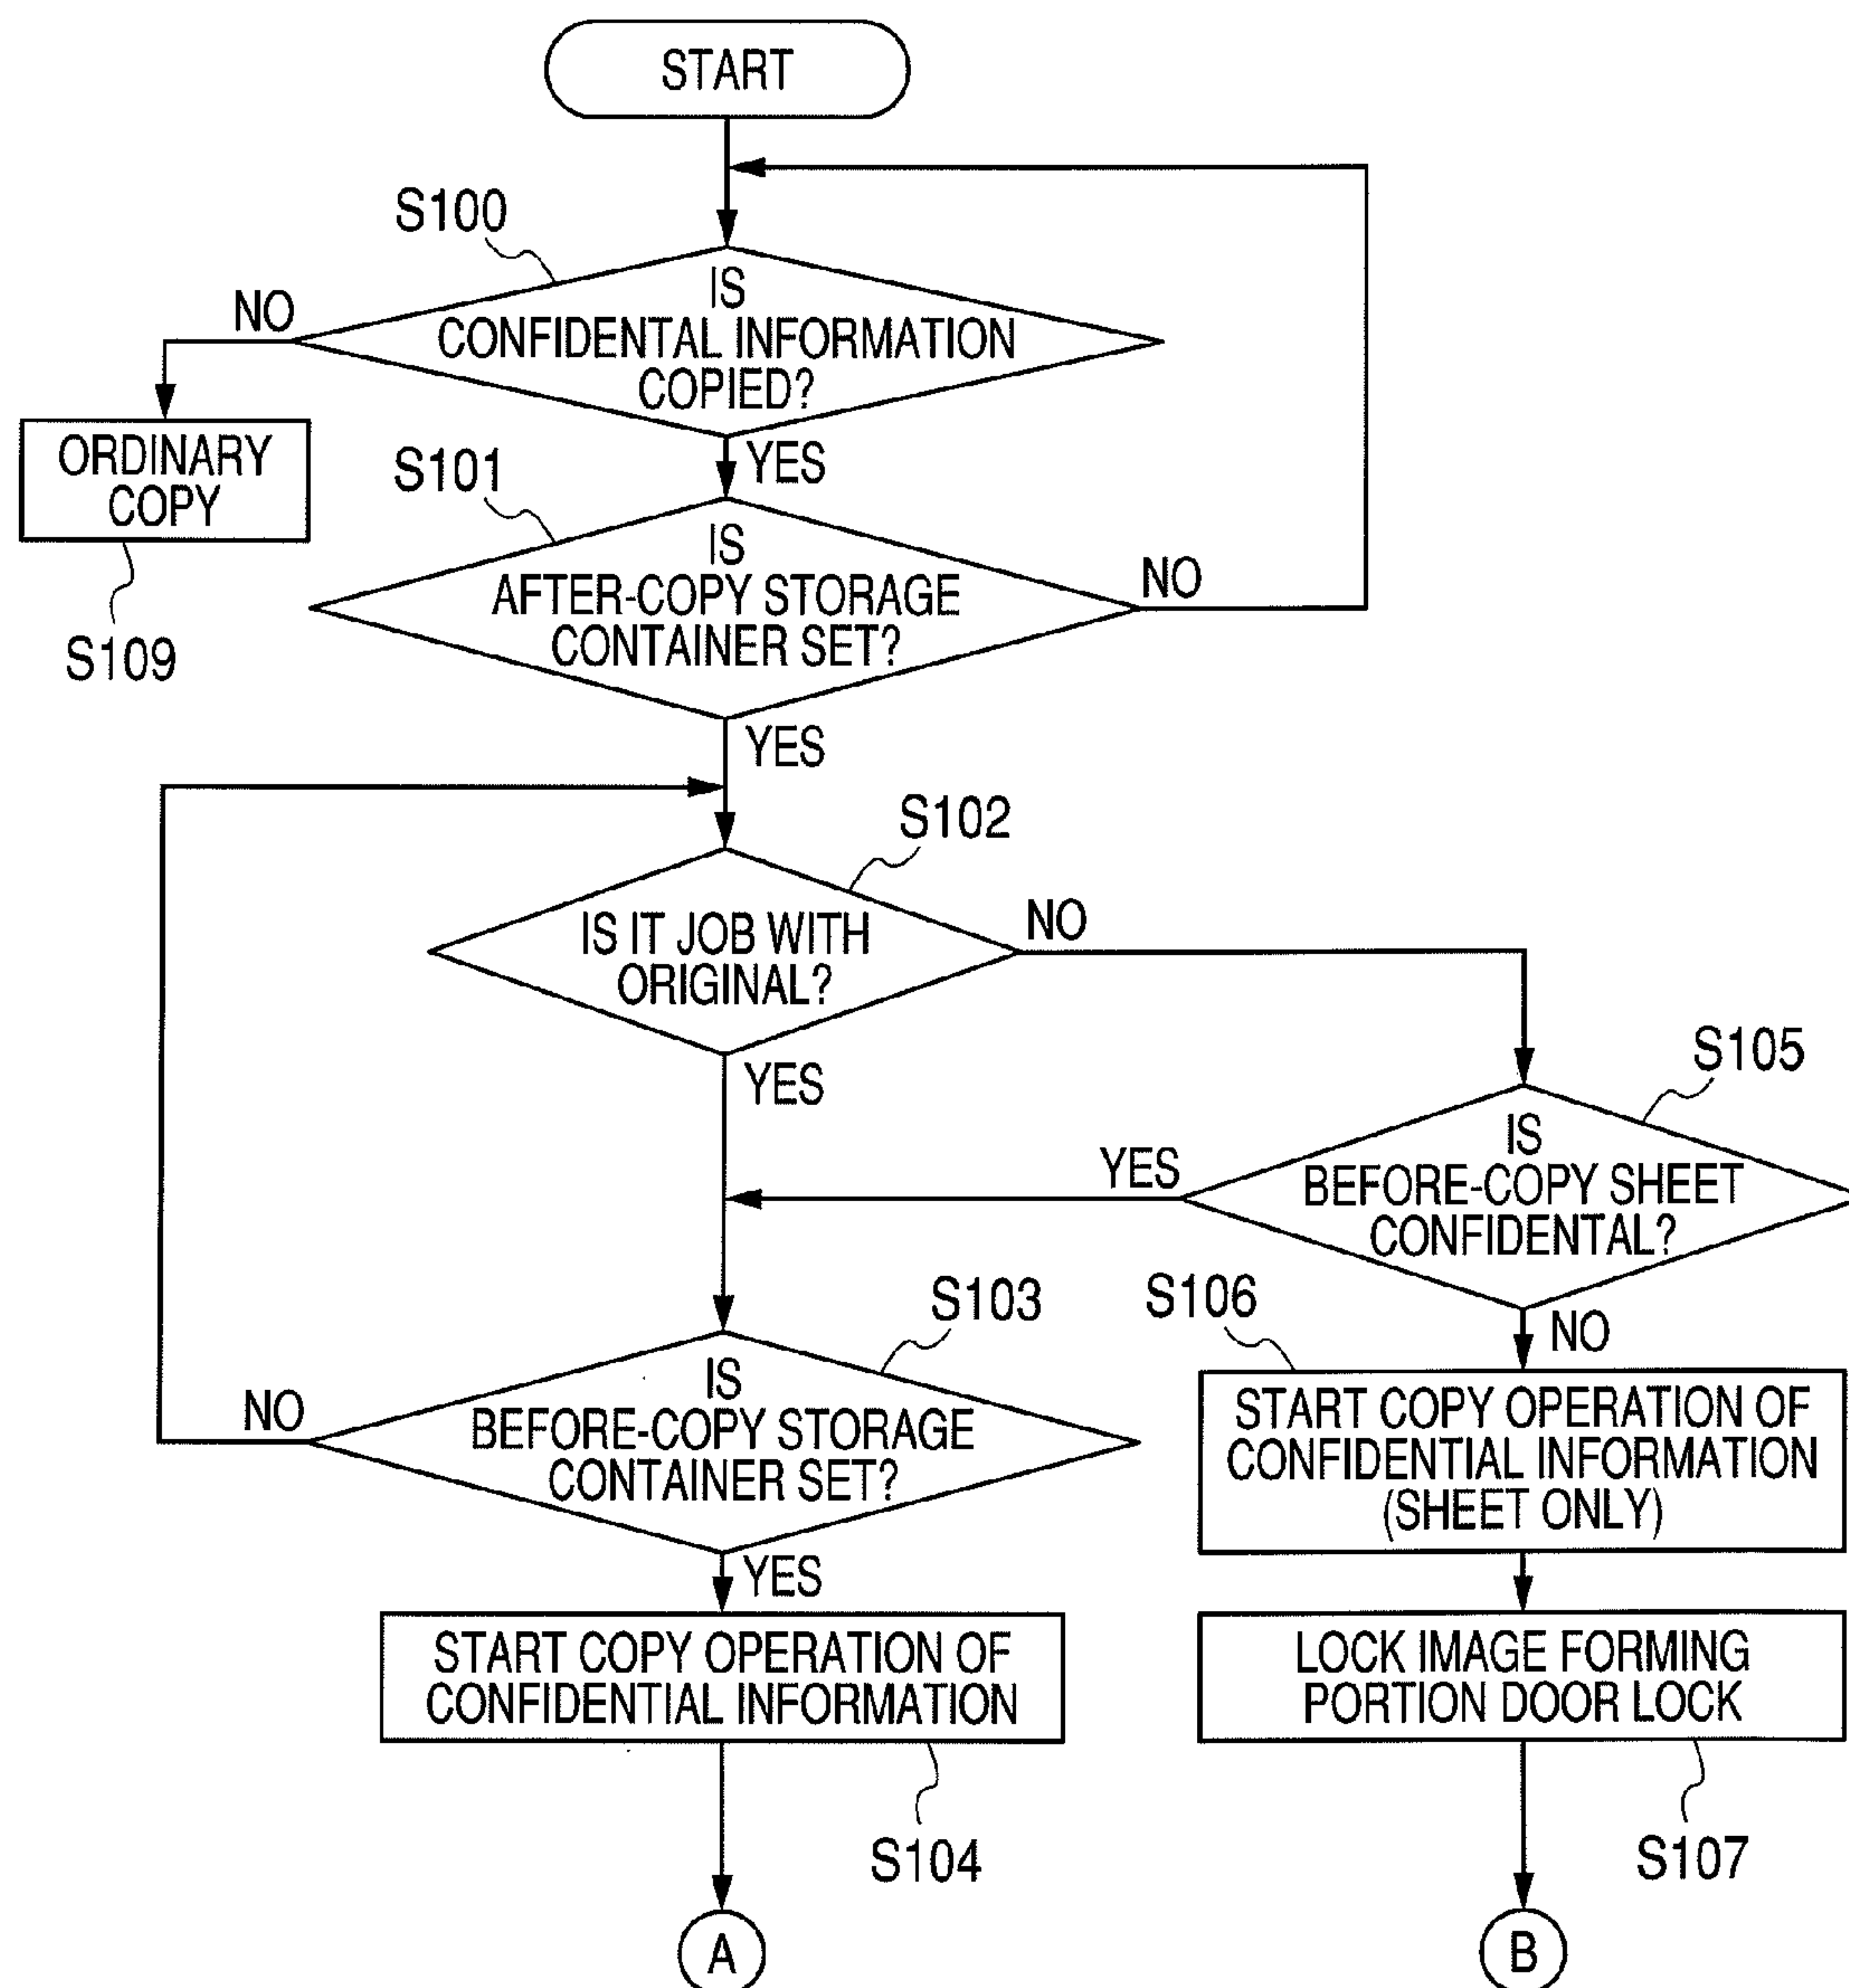 START
S100
IS
CONFIDENTAL INFORMATION
COPIED?
NO
YES
ORDINARY
COPY
S109
S101
IS
AFTER-COPY STORAGE
CONTAINER SET?
NO
YES
S102
IS IT JOB WITH
ORIGINAL?
NO
YES
S105
IS
BEFORE-COPY SHEET
CONFIDENTAL?
YES
NO
S103
IS
BEFORE-COPY STORAGE
CONTAINER SET?
NO
YES
S106
START COPY OPERATION OF
CONFIDENTIAL INFORMATION
(SHEET ONLY)
START COPY OPERATION OF
CONFIDENTIAL INFORMATION
S104
LOCK IMAGE FORMING
PORTION DOOR LOCK
S107
A
B